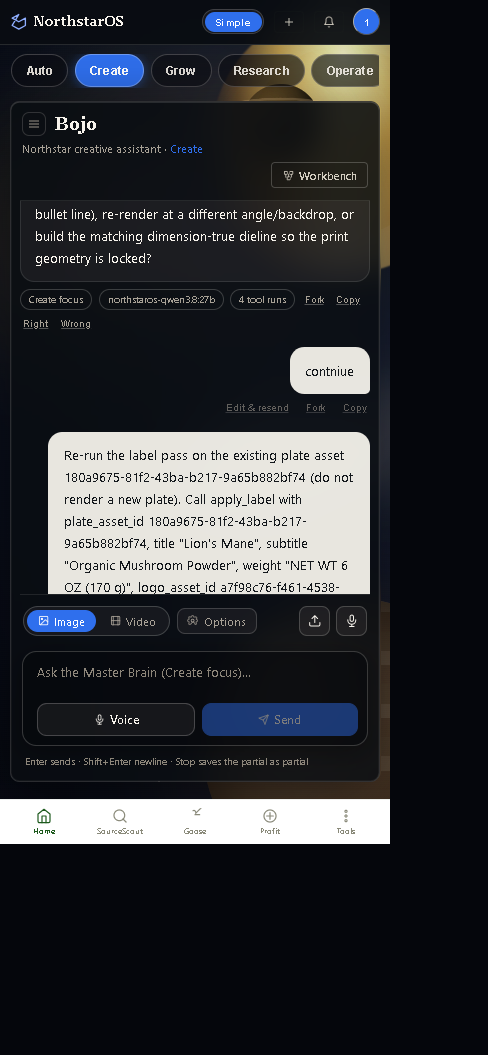 NorthstarOS
Simple
1
Auto
Create
Grow
Research
Operate
Bojo
Northstar creative assistant · Create
Workbench
bullet line), re-render at a different angle/backdrop, or
build the matching dimension-true dieline so the print
geometry is locked?
Create focus
northstaros-qwen3.8:27b
4 tool runs
Fork
Copy
Right
Wrong
contniue
Edit & resend
Fork
Copy
Re-run the label pass on the existing plate asset
180a9675-81f2-43ba-b217-9a65b882bf74 (do not
render a new plate). Call apply_label with
plate_asset_id 180a9675-81f2-43ba-b217-
9a65b882bf74, title "Lion's Mane", subtitle
"Organic Mushroom Powder", weight "NET WT 6
OZ (170 g)", logo_asset_id a7f98c76-f461-4538-
Image
Video
Options
Ask the Master Brain (Create focus)...
Voice
Send
Enter sends · Shift+Enter newline · Stop saves the partial as partial
Home
SourceScout
Gaase
Profit
Tools